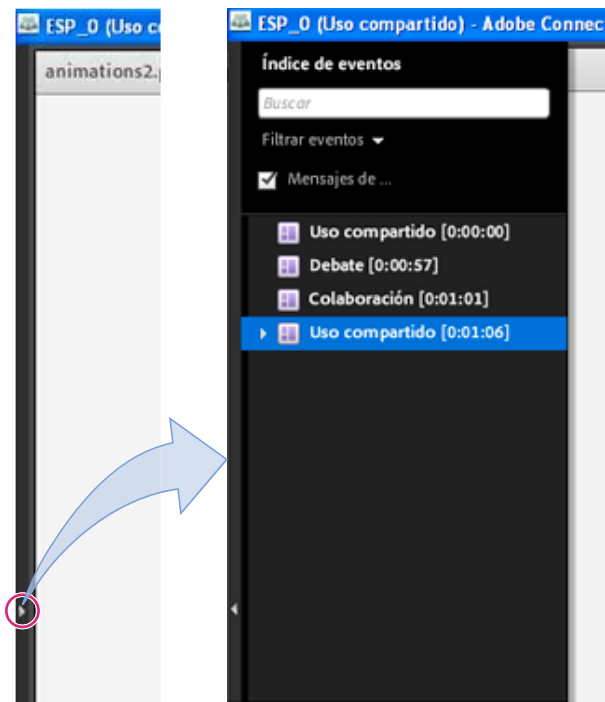 ESP_0 (Uso c
animations2.
ESP_0 (Uso compartido) - Adobe Connec
Índice de eventos
Buscar
Filtrar eventos
Mensajes de ...
Uso compartido [0:00:00]
Debate [0:00:57]
Colaboración [0:01:01]
Uso compartido [0:01:06]